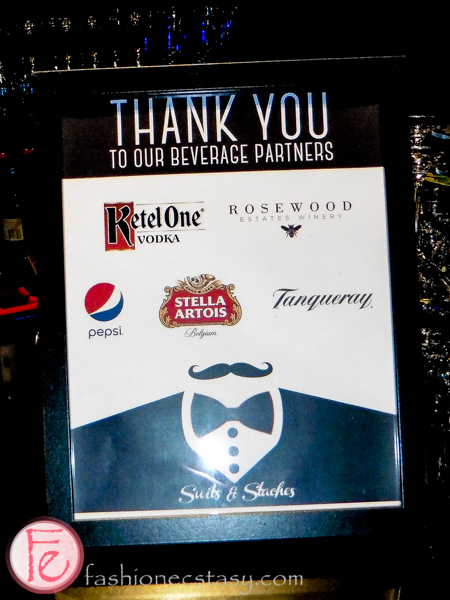 THANK YOU
TO OUR BEVERAGE PARTNERS
Ketel One®
VODKA
ROSEWOOD
ESTATES WINERY
pepsi
STELLA
ARTOIS
Belgium
Tanqueray
Suits & Staches
Fe
fashionecstasy.com